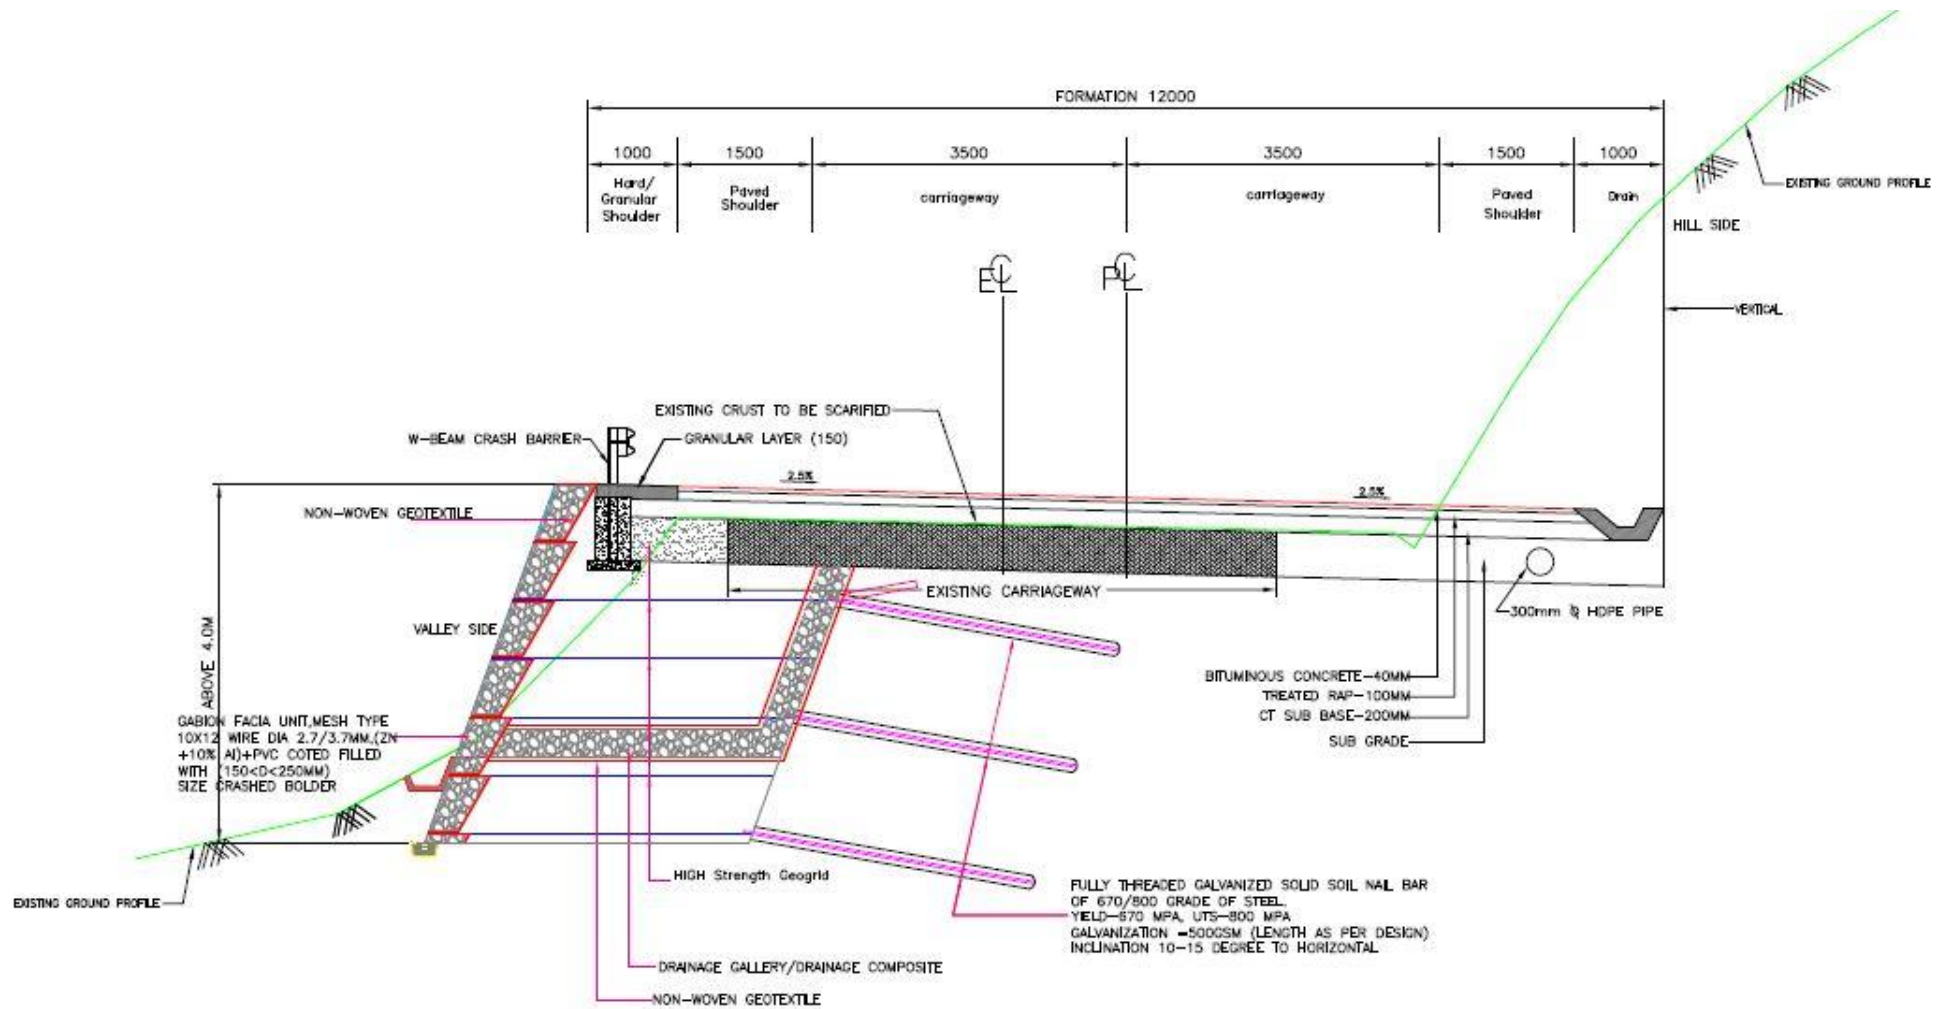 FORMATION 12000
1000
1500
3500
3500
1500
1000
Hard/
Granular
Shoulder
Paved
Shoulder
carriageway
carriageway
Paved
Shoulder
Drain
EXISTING GROUND PROFILE
HILL SIDE
ECL
PCL
VERTICAL
EXISTING CRUST TO BE SCARIFIED
W-BEAM CRASH BARRIER
GRANULAR LAYER (150)
2.5%
2.5%
NON-WOVEN GEOTEXTILE
EXISTING CARRIAGEWAY
300mm ϕ HDPE PIPE
VALLEY SIDE
ABOVE 4.0M
BITUMINOUS CONCRETE-40MM
TREATED RAP-100MM
CT SUB BASE-200MM
SUB GRADE
GABION FACIA UNIT,MESH TYPE
10X12 WIRE DIA 2.7/3.7MM,(ZN
+10% Al)+PVC COTED FILLED
WITH (150<D<250MM)
SIZE CRASHED BOLDER
HIGH Strength Geogrid
EXISTING GROUND PROFILE
FULLY THREADED GALVANIZED SOLID SOIL NAIL BAR
OF 670/800 GRADE OF STEEL.
YIELD-670 MPA, UTS-800 MPA
GALVANIZATION =500GSM (LENGTH AS PER DESIGN)
INCLINATION 10-15 DEGREE TO HORIZONTAL
DRAINAGE GALLERY/DRAINAGE COMPOSITE
NON-WOVEN GEOTEXTILE